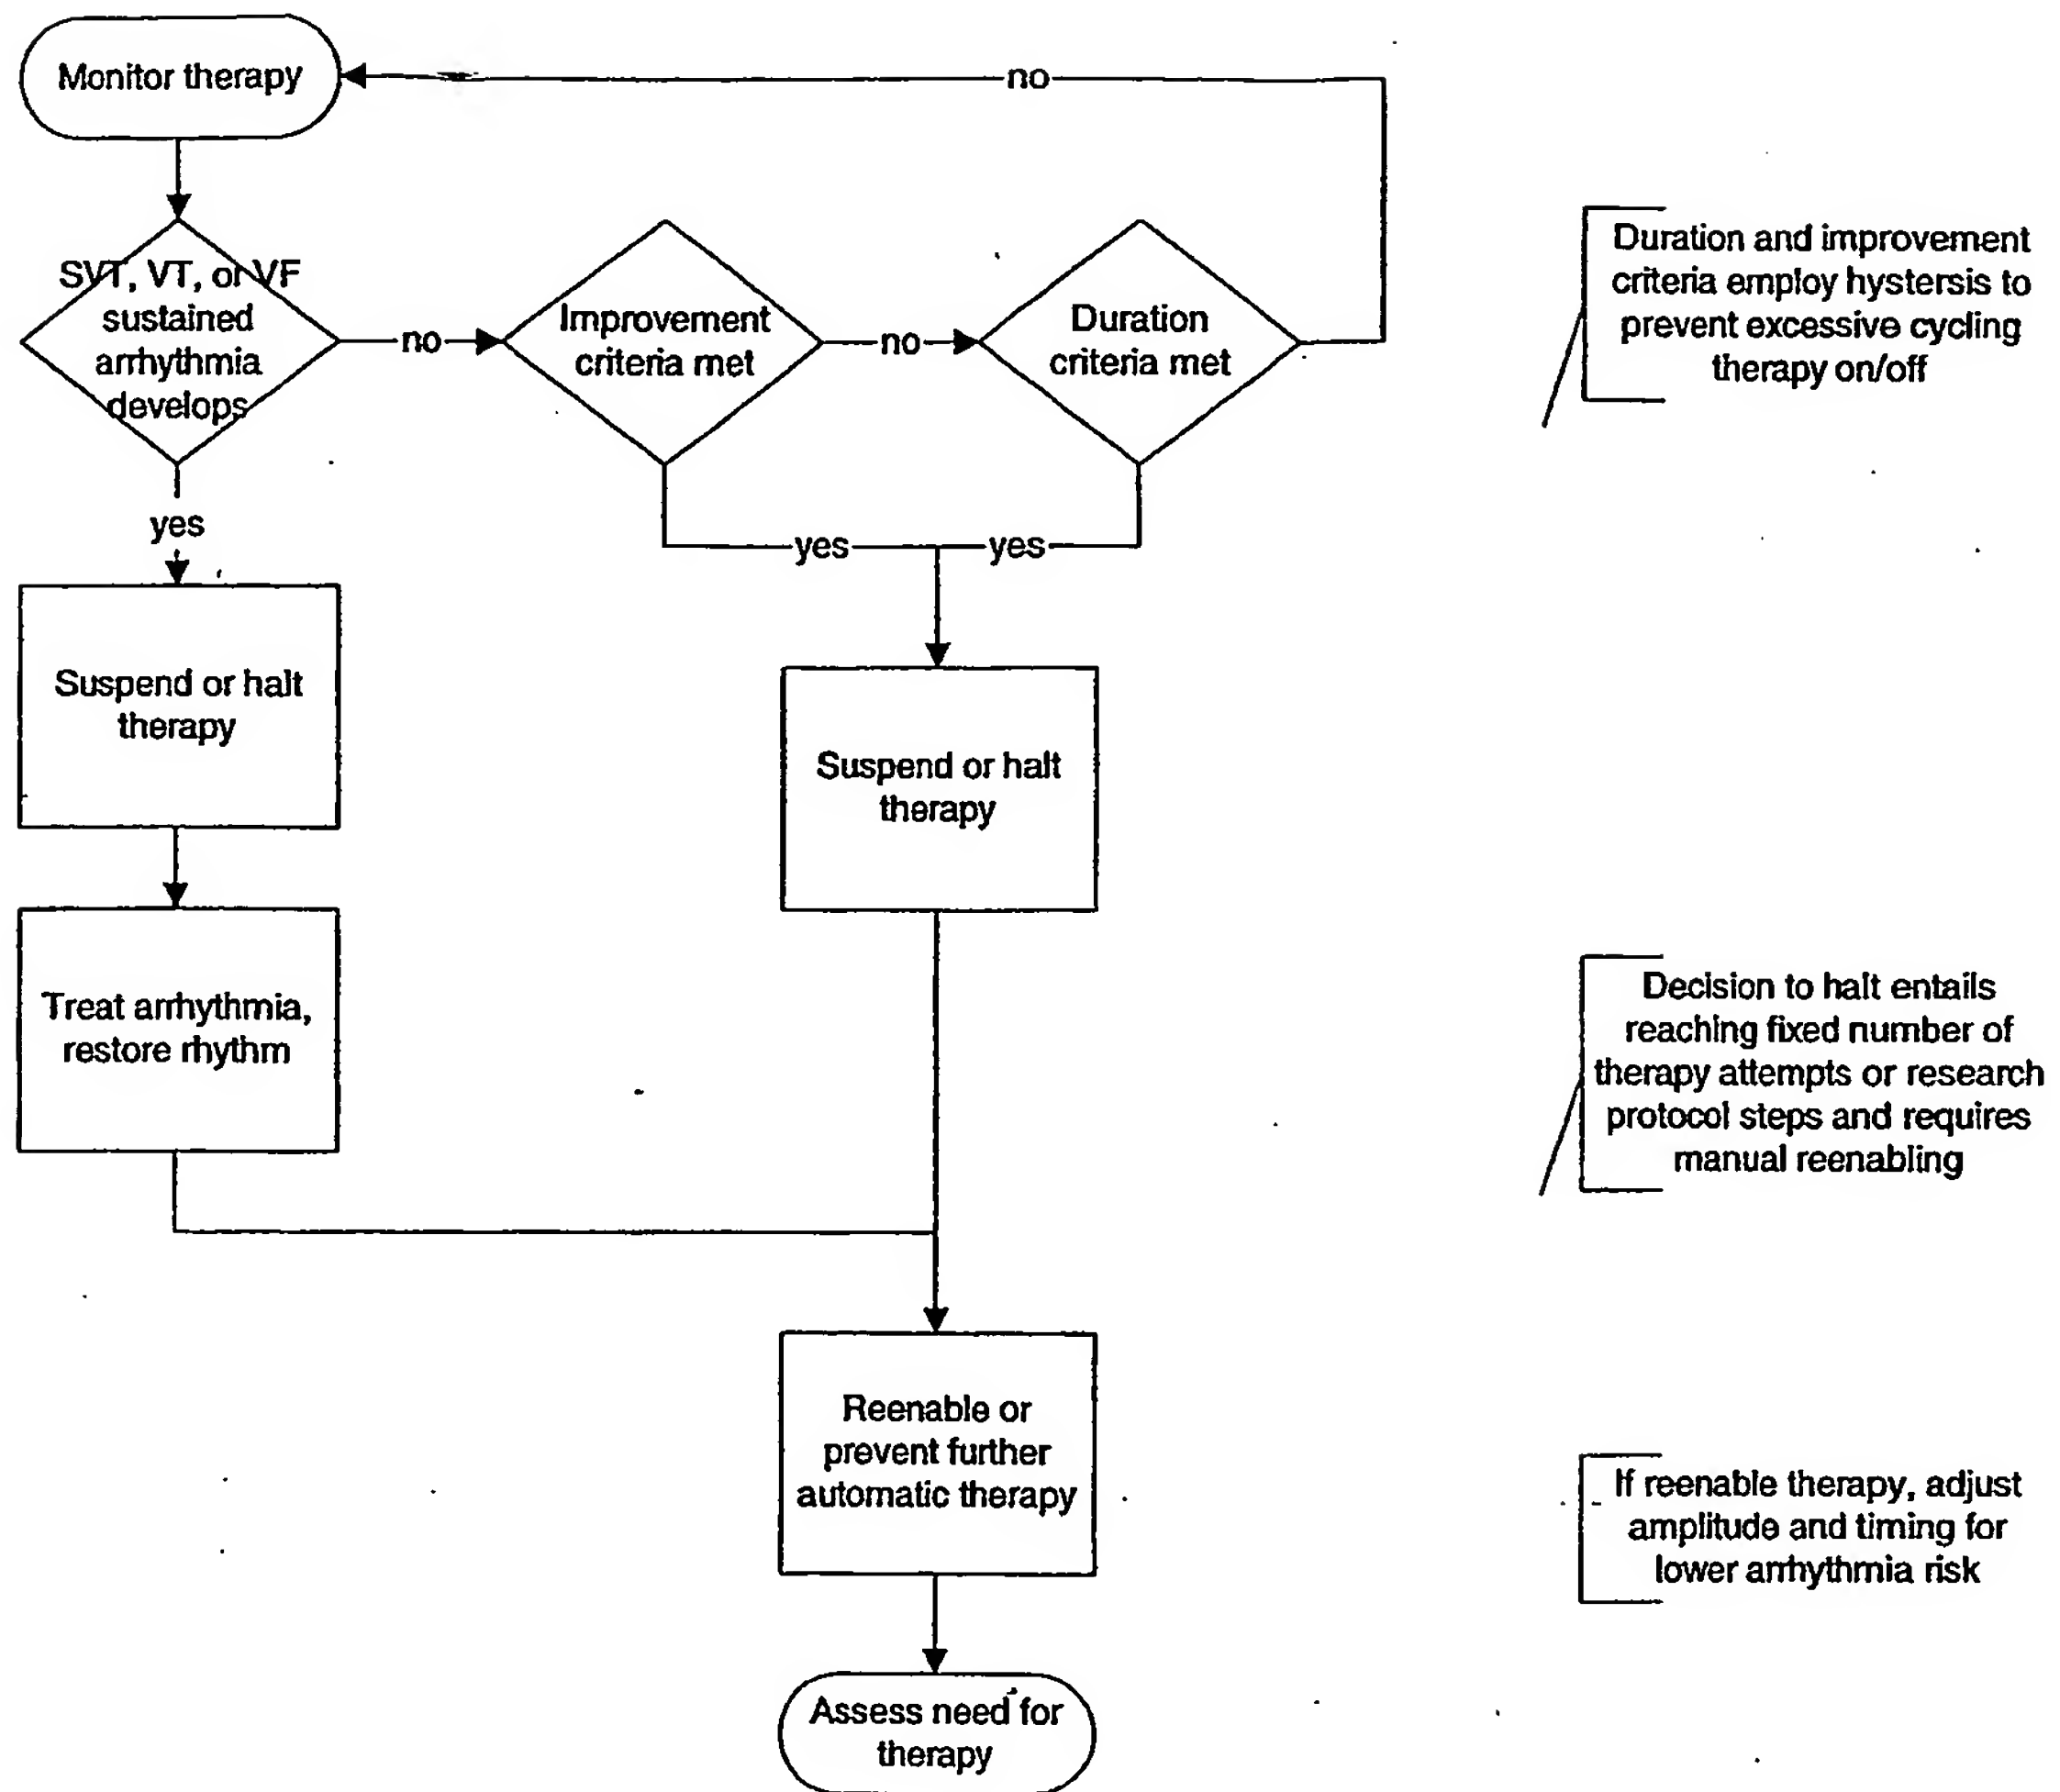 Monitor therapy
no
SVT, VT, or VF
sustained
arrhythmia
develops
no
Improvement
criteria met
no
Duration
criteria met
Duration and improvement
criteria employ hystersis to
prevent excessive cycling
therapy on/off
yes
yes
yes
Suspend or halt
therapy
Suspend or halt
therapy
Treat arrhythmia,
restore rhythm
Decision to halt entails
reaching fixed number of
therapy attempts or research
protocol steps and requires
manual reenabling
Reenable or
prevent further
automatic therapy
If reenable therapy, adjust
amplitude and timing for
lower arrhythmia risk
Assess need for
therapy